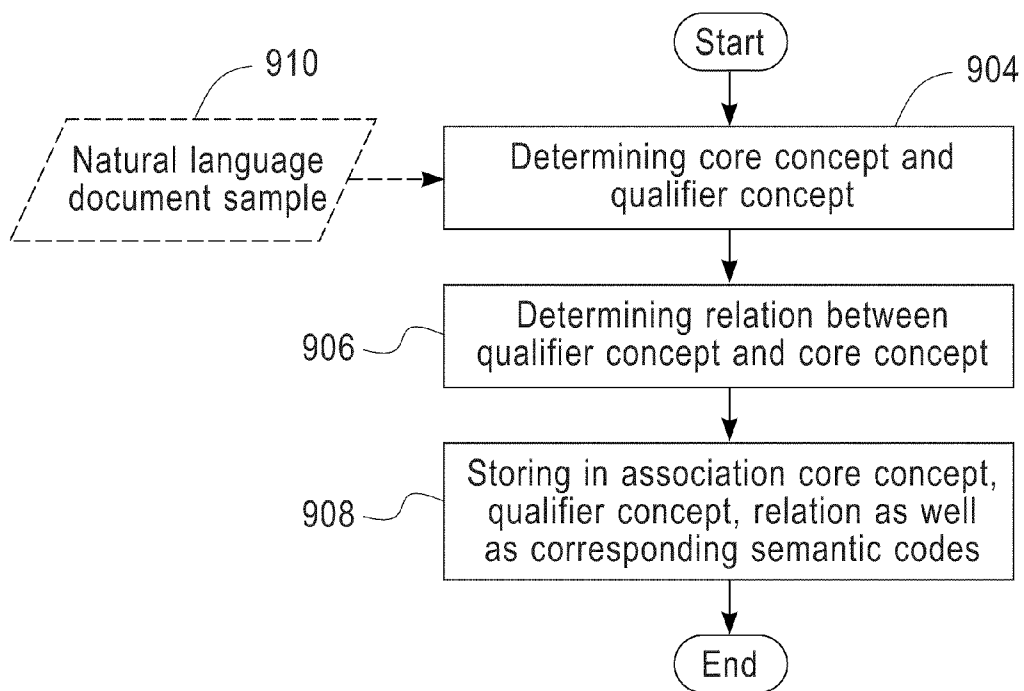 Start
910
904
Natural language
document sample
Determining core concept and
qualifier concept
906
Determining relation between
qualifier concept and core concept
908
Storing in association core concept,
qualifier concept, relation as well
as corresponding semantic codes
End